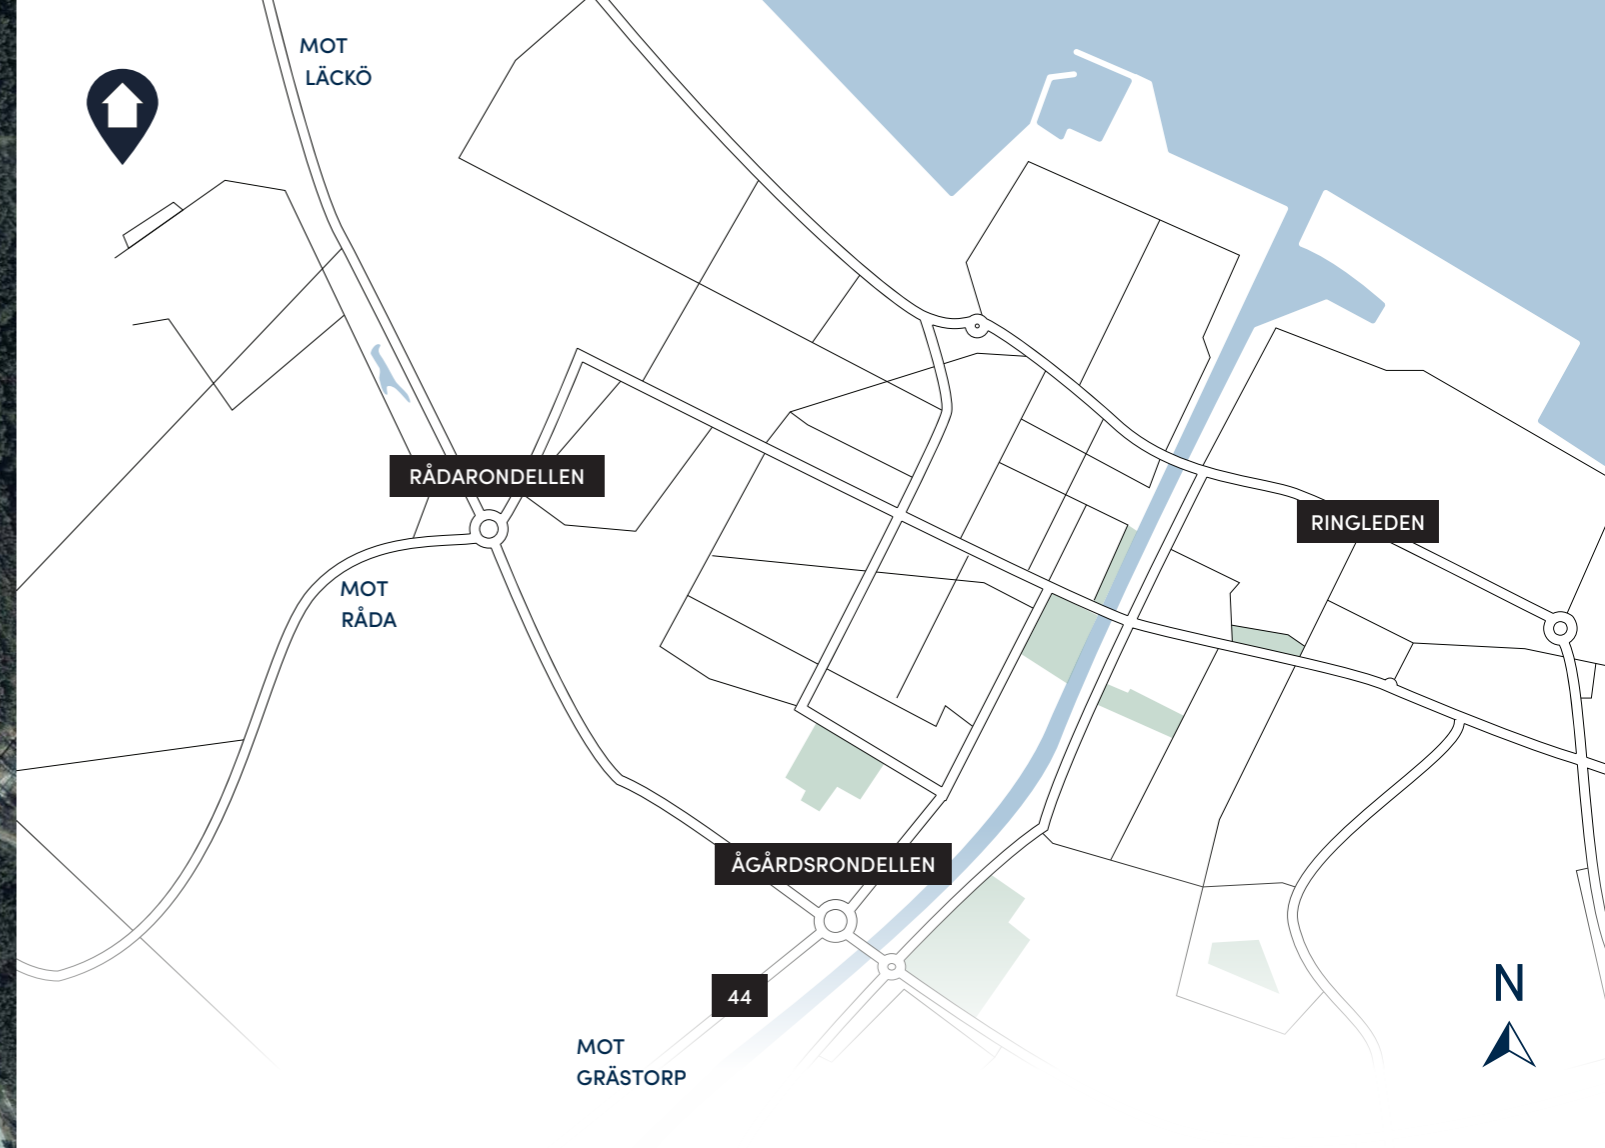 MOT
LÄCKÖ
RÅDARONDELLEN
RINGLEDEN
MOT
RÅDA
ÅGÅRDSRONDELLEN
N
44
MOT
GRÄSTORP